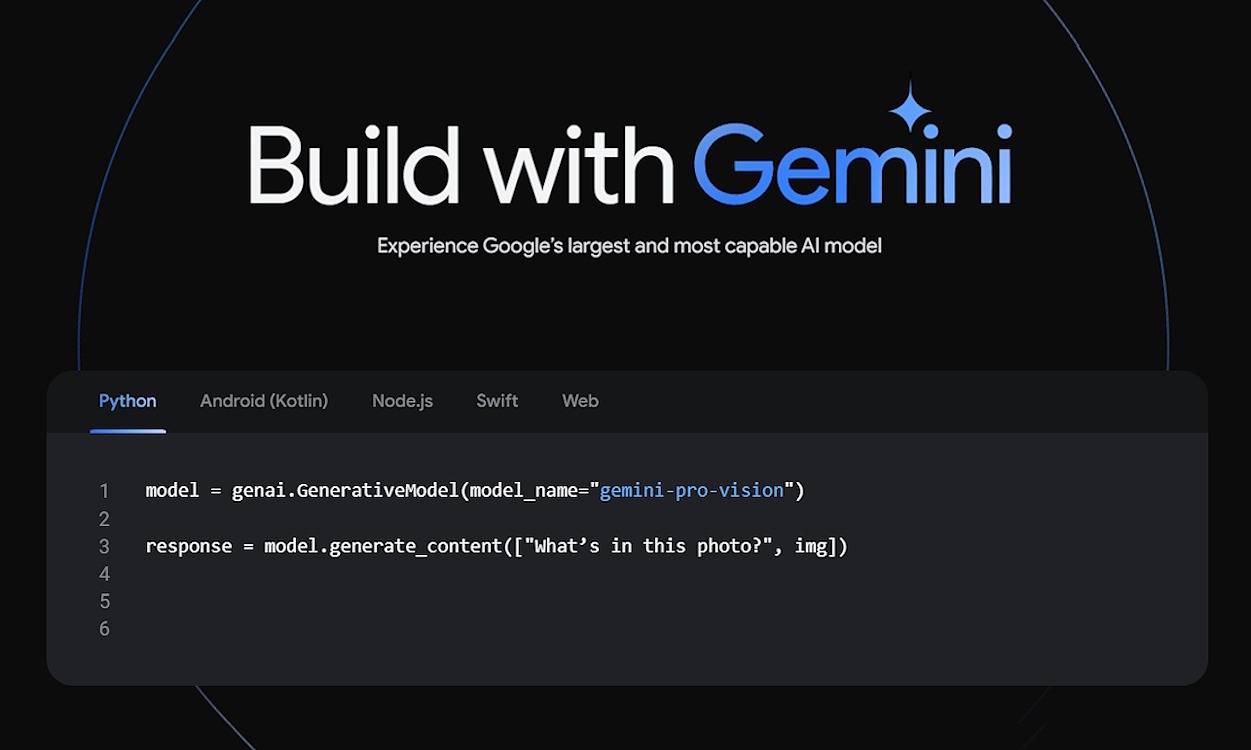 Build with Gemini
Experience Google’s largest and most capable AI model
Python Android (Kotlin) Node.js Swift Web
1 model = genai.GenerativeModel(model_name="gemini-pro-vision")
2
3 response = model.generate_content(["What’s in this photo?", img])
4
5
6